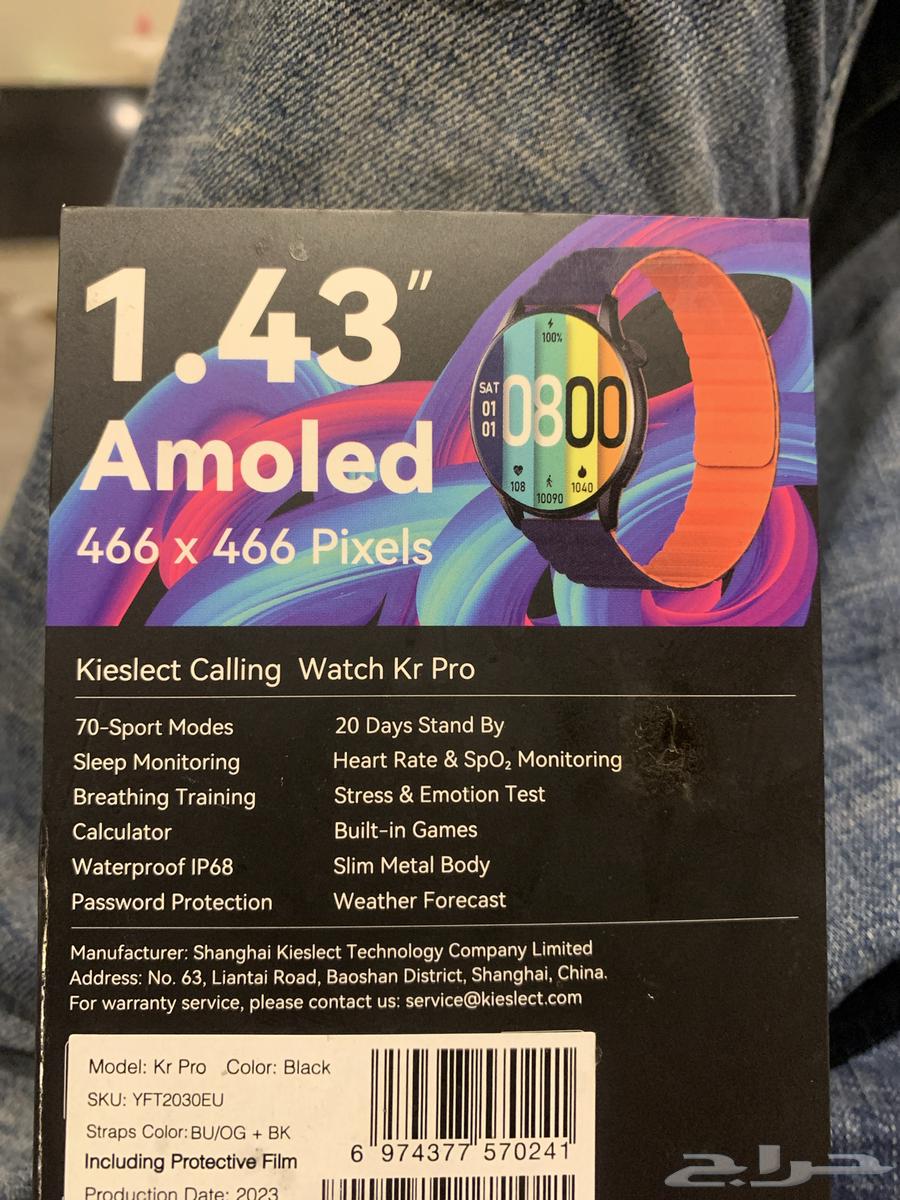 1.43"
Amoled
466 x 466 Pixels
100%
SAT
01
01
0800
108
10090
1040
Kieslect Calling Watch Kr Pro
70-Sport Modes 20 Days Stand By
Sleep Monitoring Heart Rate & SpO₂ Monitoring
Breathing Training Stress & Emotion Test
Calculator Built-in Games
Waterproof IP68 Slim Metal Body
Password Protection Weather Forecast
Manufacturer: Shanghai Kieslect Technology Company Limited
Address: No. 63, Liantai Road, Baoshan District, Shanghai, China.
For warranty service, please contact us: service@kieslect.com
Model: Kr Pro Color: Black
SKU: YFT2030EU
Straps Color: BU/OG + BK
6 974377 570241
Including Protective Film
Production Date: 2023
حراج